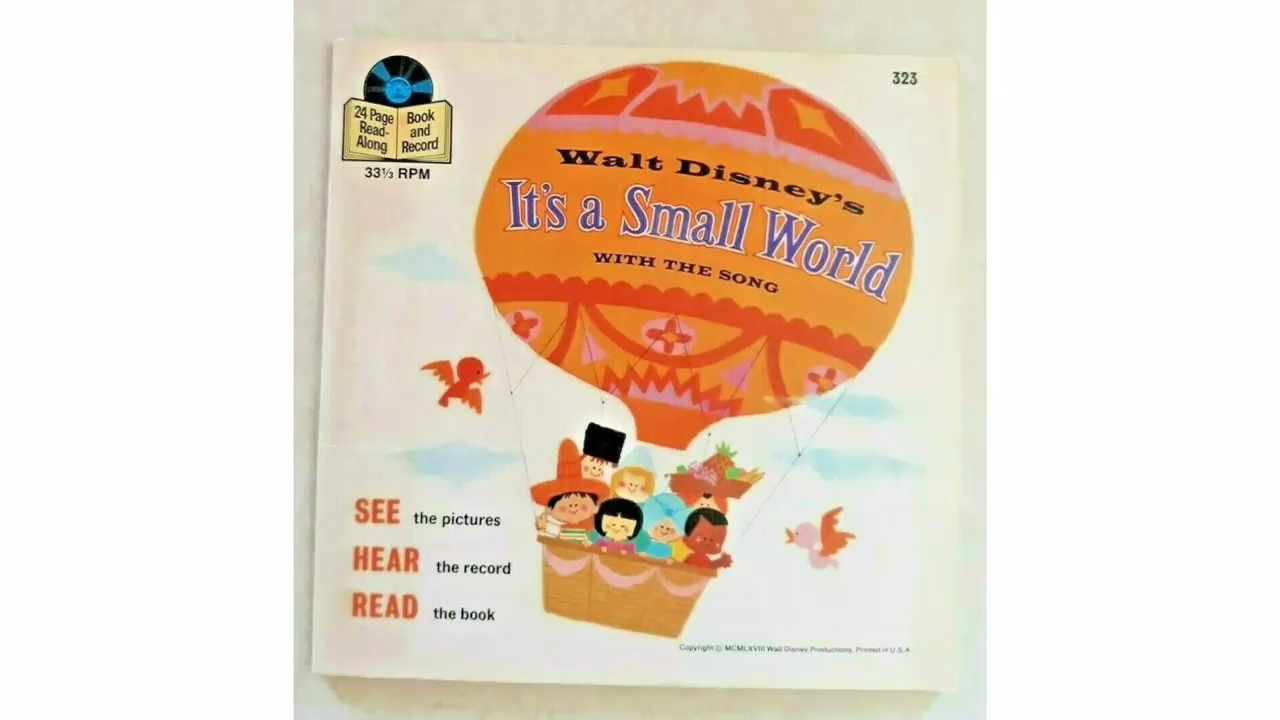 323
24 Page Book
Read- and
Along Record
33⅓ RPM
Walt Disney's
It's a Small World
WITH THE SONG
SEE the pictures
HEAR the record
READ the book
Copyright © MCMLXVIII Walt Disney Productions, Printed in U.S.A